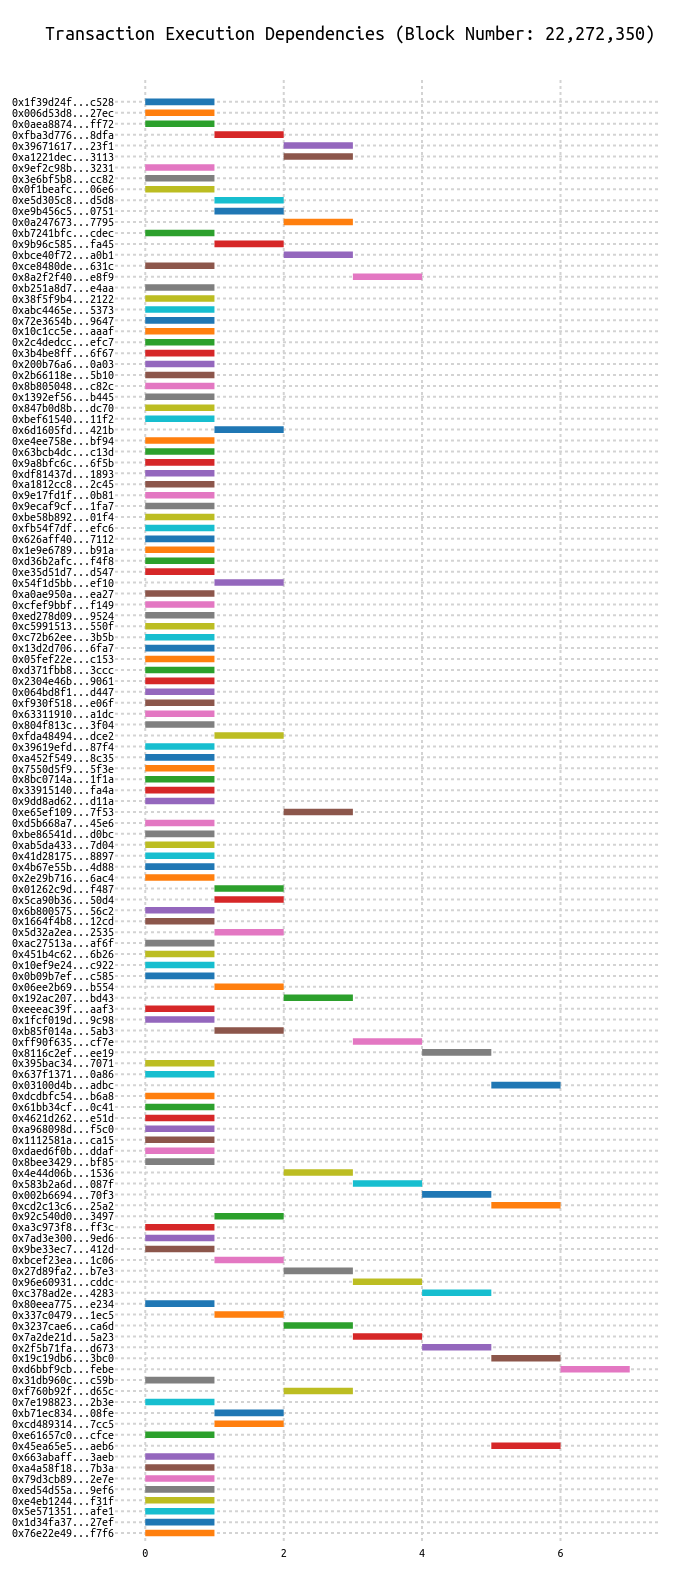 Transaction Execution Dependencies (Block Number: 22,272,350)
0x1f39d24f...c528
0x006d53d8...27ec
0x0aea8874...ff72
0xfba3d776...8dfa
0x39671617...23f1
0xa1221dec...3113
0x9ef2c98b...3231
0x3e6bf5b8...cc82
0x0f1beafc...06e6
0xe5d305c8...d5d8
0xe9b456c5...0751
0x0a247673...7795
0xb7241bfc...cdec
0x9b96c585...fa45
0xbce40f72...a0b1
0xce8480de...631c
0x8a2f2f40...e8f9
0xb251a8d7...e4aa
0x38f5f9b4...2122
0xabc4465e...5373
0x72e3654b...9647
0x10c1cc5e...aaaf
0x2c4dedcc...efc7
0x3b4be8ff...6f67
0x200b76a6...0a03
0x2b66118e...5b10
0x8b805048...c82c
0x1392ef56...b445
0x847b0d8b...dc70
0xbef61540...11f2
0x6d1605fd...421b
0xe4ee758e...bf94
0x63bcb4dc...c13d
0x9a8bfc6c...6f5b
0xdf81437d...1893
0xa1812cc8...2c45
0x9e17fd1f...0b81
0x9ecaf9cf...1fa7
0xbe58b892...01f4
0xfb54f7df...efc6
0x626aff40...7112
0x1e9e6789...b91a
0xd36b2afc...f4f8
0xe35d51d7...d547
0x54f1d5bb...ef10
0xa0ae950a...ea27
0xcfef9bbf...f149
0xed278d09...9524
0xc5991513...550f
0xc72b62ee...3b5b
0x13d2d706...6fa7
0x05fef22e...c153
0xd371fbb8...3ccc
0x2304e46b...9061
0x064bd8f1...d447
0xf930f518...e06f
0x63311910...a1dc
0x804f813c...3f04
0xfda48494...dce2
0x39619efd...87f4
0xa452f549...8c35
0x7550d5f9...5f3e
0x8bc0714a...1f1a
0x33915140...fa4a
0x9dd8ad62...d11a
0xe65ef109...7f53
0xd5b668a7...45e6
0xbe86541d...d0bc
0xab5da433...7d04
0x41d28175...8897
0x4b67e55b...4d88
0x2e29b716...6ac4
0x01262c9d...f487
0x5ca90b36...50d4
0x6b800575...56c2
0x1664f4b8...12cd
0x5d32a2ea...2535
0xac27513a...af6f
0x451b4c62...6b26
0x10ef9e24...c922
0x0b09b7ef...c585
0x06ee2b69...b554
0x192ac207...bd43
0xeeeac39f...aaf3
0x1fcf019d...9c98
0xb85f014a...5ab3
0xff90f635...cf7e
0x8116c2ef...ee19
0x395bac34...7071
0x637f1371...0a86
0x03100d4b...adbc
0xdcdbfc54...b6a8
0x61bb34cf...0c41
0x4621d262...e51d
0xa968098d...f5c0
0x1112581a...ca15
0xdaed6f0b...ddaf
0x8bee3429...bf85
0x4e44d06b...1536
0x583b2a6d...087f
0x002b6694...70f3
0xcd2c13c6...25a2
0x92c540d0...3497
0xa3c973f8...ff3c
0x7ad3e300...9ed6
0x9be33ec7...412d
0xbcef23ea...1c06
0x27d89fa2...b7e3
0x96e60931...cddc
0xc378ad2e...4283
0x80eea775...e234
0x337c0479...1ec5
0x3237cae6...ca6d
0x7a2de21d...5a23
0x2f5b71fa...d673
0x19c19db6...3bc0
0xd6bbf9cb...febe
0x31db960c...c59b
0xf760b92f...d65c
0x7e198823...2b3e
0xb71ec834...08fe
0xcd489314...7cc5
0xe61657c0...cfce
0x45ea65e5...aeb6
0x663abaff...3aeb
0xa4a58f18...7b3a
0x79d3cb89...2e7e
0xed54d55a...9ef6
0xe4eb1244...f31f
0x5e571351...afe1
0x1d34fa37...27ef
0x76e22e49...f7f6
0 2 4 6